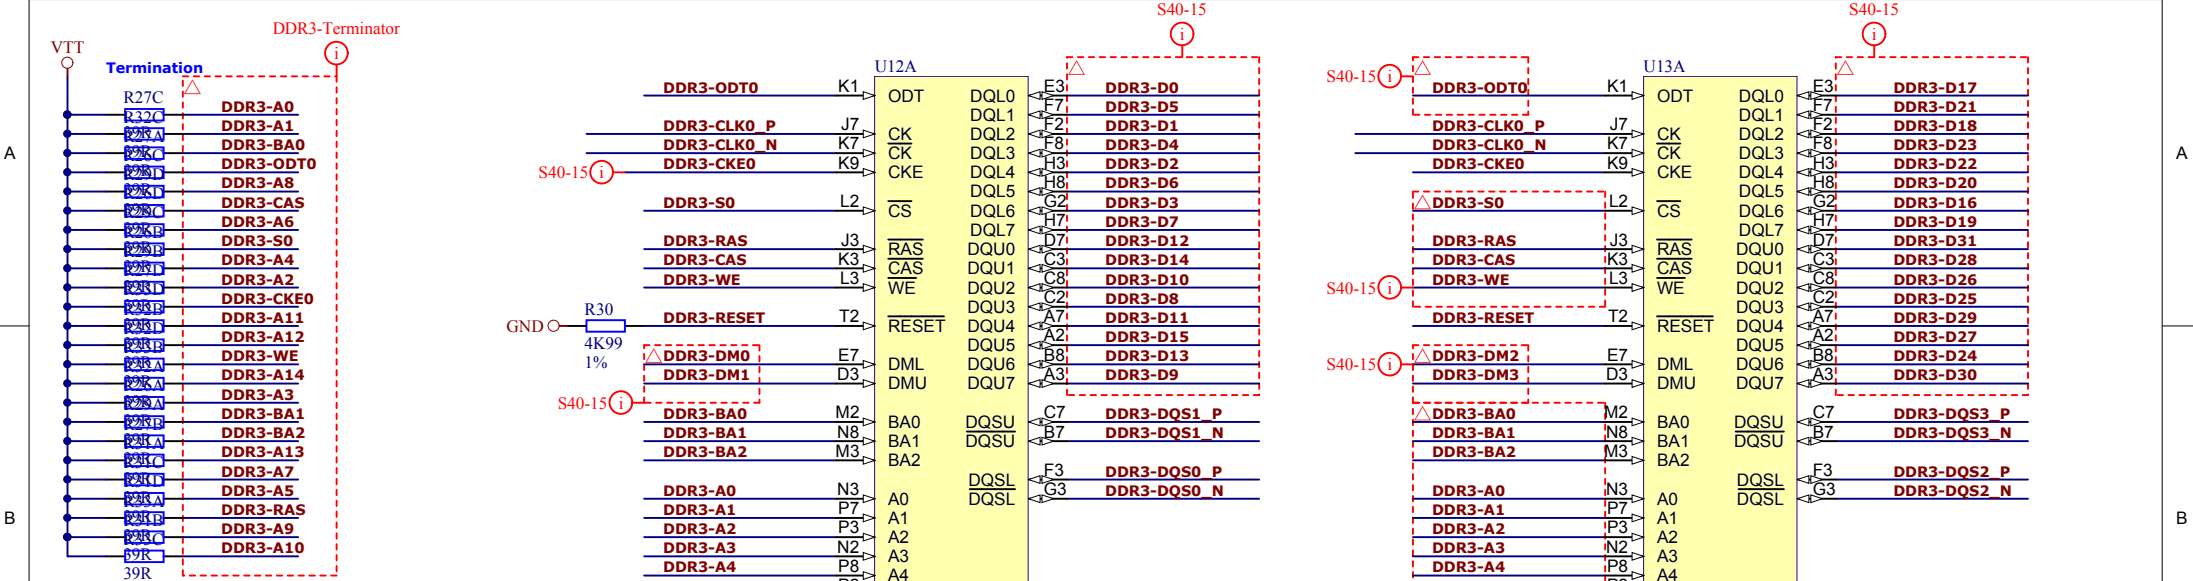 S40-15
S40-15
DDR3-Terminator
VTT
Termination
R27C
DDR3-A0
R32C
DDR3-A1
DDR3-BA0
DDR3-ODT0
DDR3-A8
DDR3-CAS
DDR3-A6
DDR3-S0
DDR3-A4
DDR3-A2
DDR3-CKE0
DDR3-A11
DDR3-A12
DDR3-WE
DDR3-A14
DDR3-A3
DDR3-BA1
DDR3-BA2
DDR3-A13
DDR3-A7
DDR3-A5
DDR3-RAS
DDR3-A9
DDR3-A10
39R
39R
U12A
DDR3-ODT0 K1 ODT DQL0 E3 DDR3-D0
DQL1 F7 DDR3-D5
DDR3-CLK0_P J7 CK DQL2 F2 DDR3-D1
DDR3-CLK0_N K7 CK DQL3 F8 DDR3-D4
S40-15 DDR3-CKE0 K9 CKE DQL4 H3 DDR3-D2
DQL5 H8 DDR3-D6
DDR3-S0 L2 CS DQL6 G2 DDR3-D3
DQL7 H7 DDR3-D7
DDR3-RAS J3 RAS DQU0 D7 DDR3-D12
DDR3-CAS K3 CAS DQU1 C3 DDR3-D14
DDR3-WE L3 WE DQU2 C8 DDR3-D10
DQU3 C2 DDR3-D8
R30
GND DDR3-RESET T2 RESET DQU4 A7 DDR3-D11
4K99
1%
DQU5 A2 DDR3-D15
DDR3-DM0 E7 DML DQU6 B8 DDR3-D13
DDR3-DM1 D3 DMU DQU7 A3 DDR3-D9
S40-15
DDR3-BA0 M2 BA0 DQSU C7 DDR3-DQS1_P
DDR3-BA1 N8 BA1 DQSU B7 DDR3-DQS1_N
DDR3-BA2 M3 BA2
DQSL F3 DDR3-DQS0_P
DDR3-A0 N3 A0 DQSL G3 DDR3-DQS0_N
DDR3-A1 P7 A1
DDR3-A2 P3 A2
DDR3-A3 N2 A3
DDR3-A4 P8 A4
U13A
S40-15 DDR3-ODT0 K1 ODT DQL0 E3 DDR3-D17
DQL1 F7 DDR3-D21
DDR3-CLK0_P J7 CK DQL2 F2 DDR3-D18
DDR3-CLK0_N K7 CK DQL3 F8 DDR3-D23
DDR3-CKE0 K9 CKE DQL4 H3 DDR3-D22
DQL5 H8 DDR3-D20
DDR3-S0 L2 CS DQL6 G2 DDR3-D16
DQL7 H7 DDR3-D19
DDR3-RAS J3 RAS DQU0 D7 DDR3-D31
DDR3-CAS K3 CAS DQU1 C3 DDR3-D28
S40-15 DDR3-WE L3 WE DQU2 C8 DDR3-D26
DQU3 C2 DDR3-D25
DDR3-RESET T2 RESET DQU4 A7 DDR3-D29
DQU5 A2 DDR3-D27
S40-15 DDR3-DM2 E7 DML DQU6 B8 DDR3-D24
DDR3-DM3 D3 DMU DQU7 A3 DDR3-D30
DDR3-BA0 M2 BA0 DQSU C7 DDR3-DQS3_P
DDR3-BA1 N8 BA1 DQSU B7 DDR3-DQS3_N
DDR3-BA2 M3 BA2
DQSL F3 DDR3-DQS2_P
DDR3-A0 N3 A0 DQSL G3 DDR3-DQS2_N
DDR3-A1 P7 A1
DDR3-A2 P3 A2
DDR3-A3 N2 A3
DDR3-A4 P8 A4
A
A
B
B